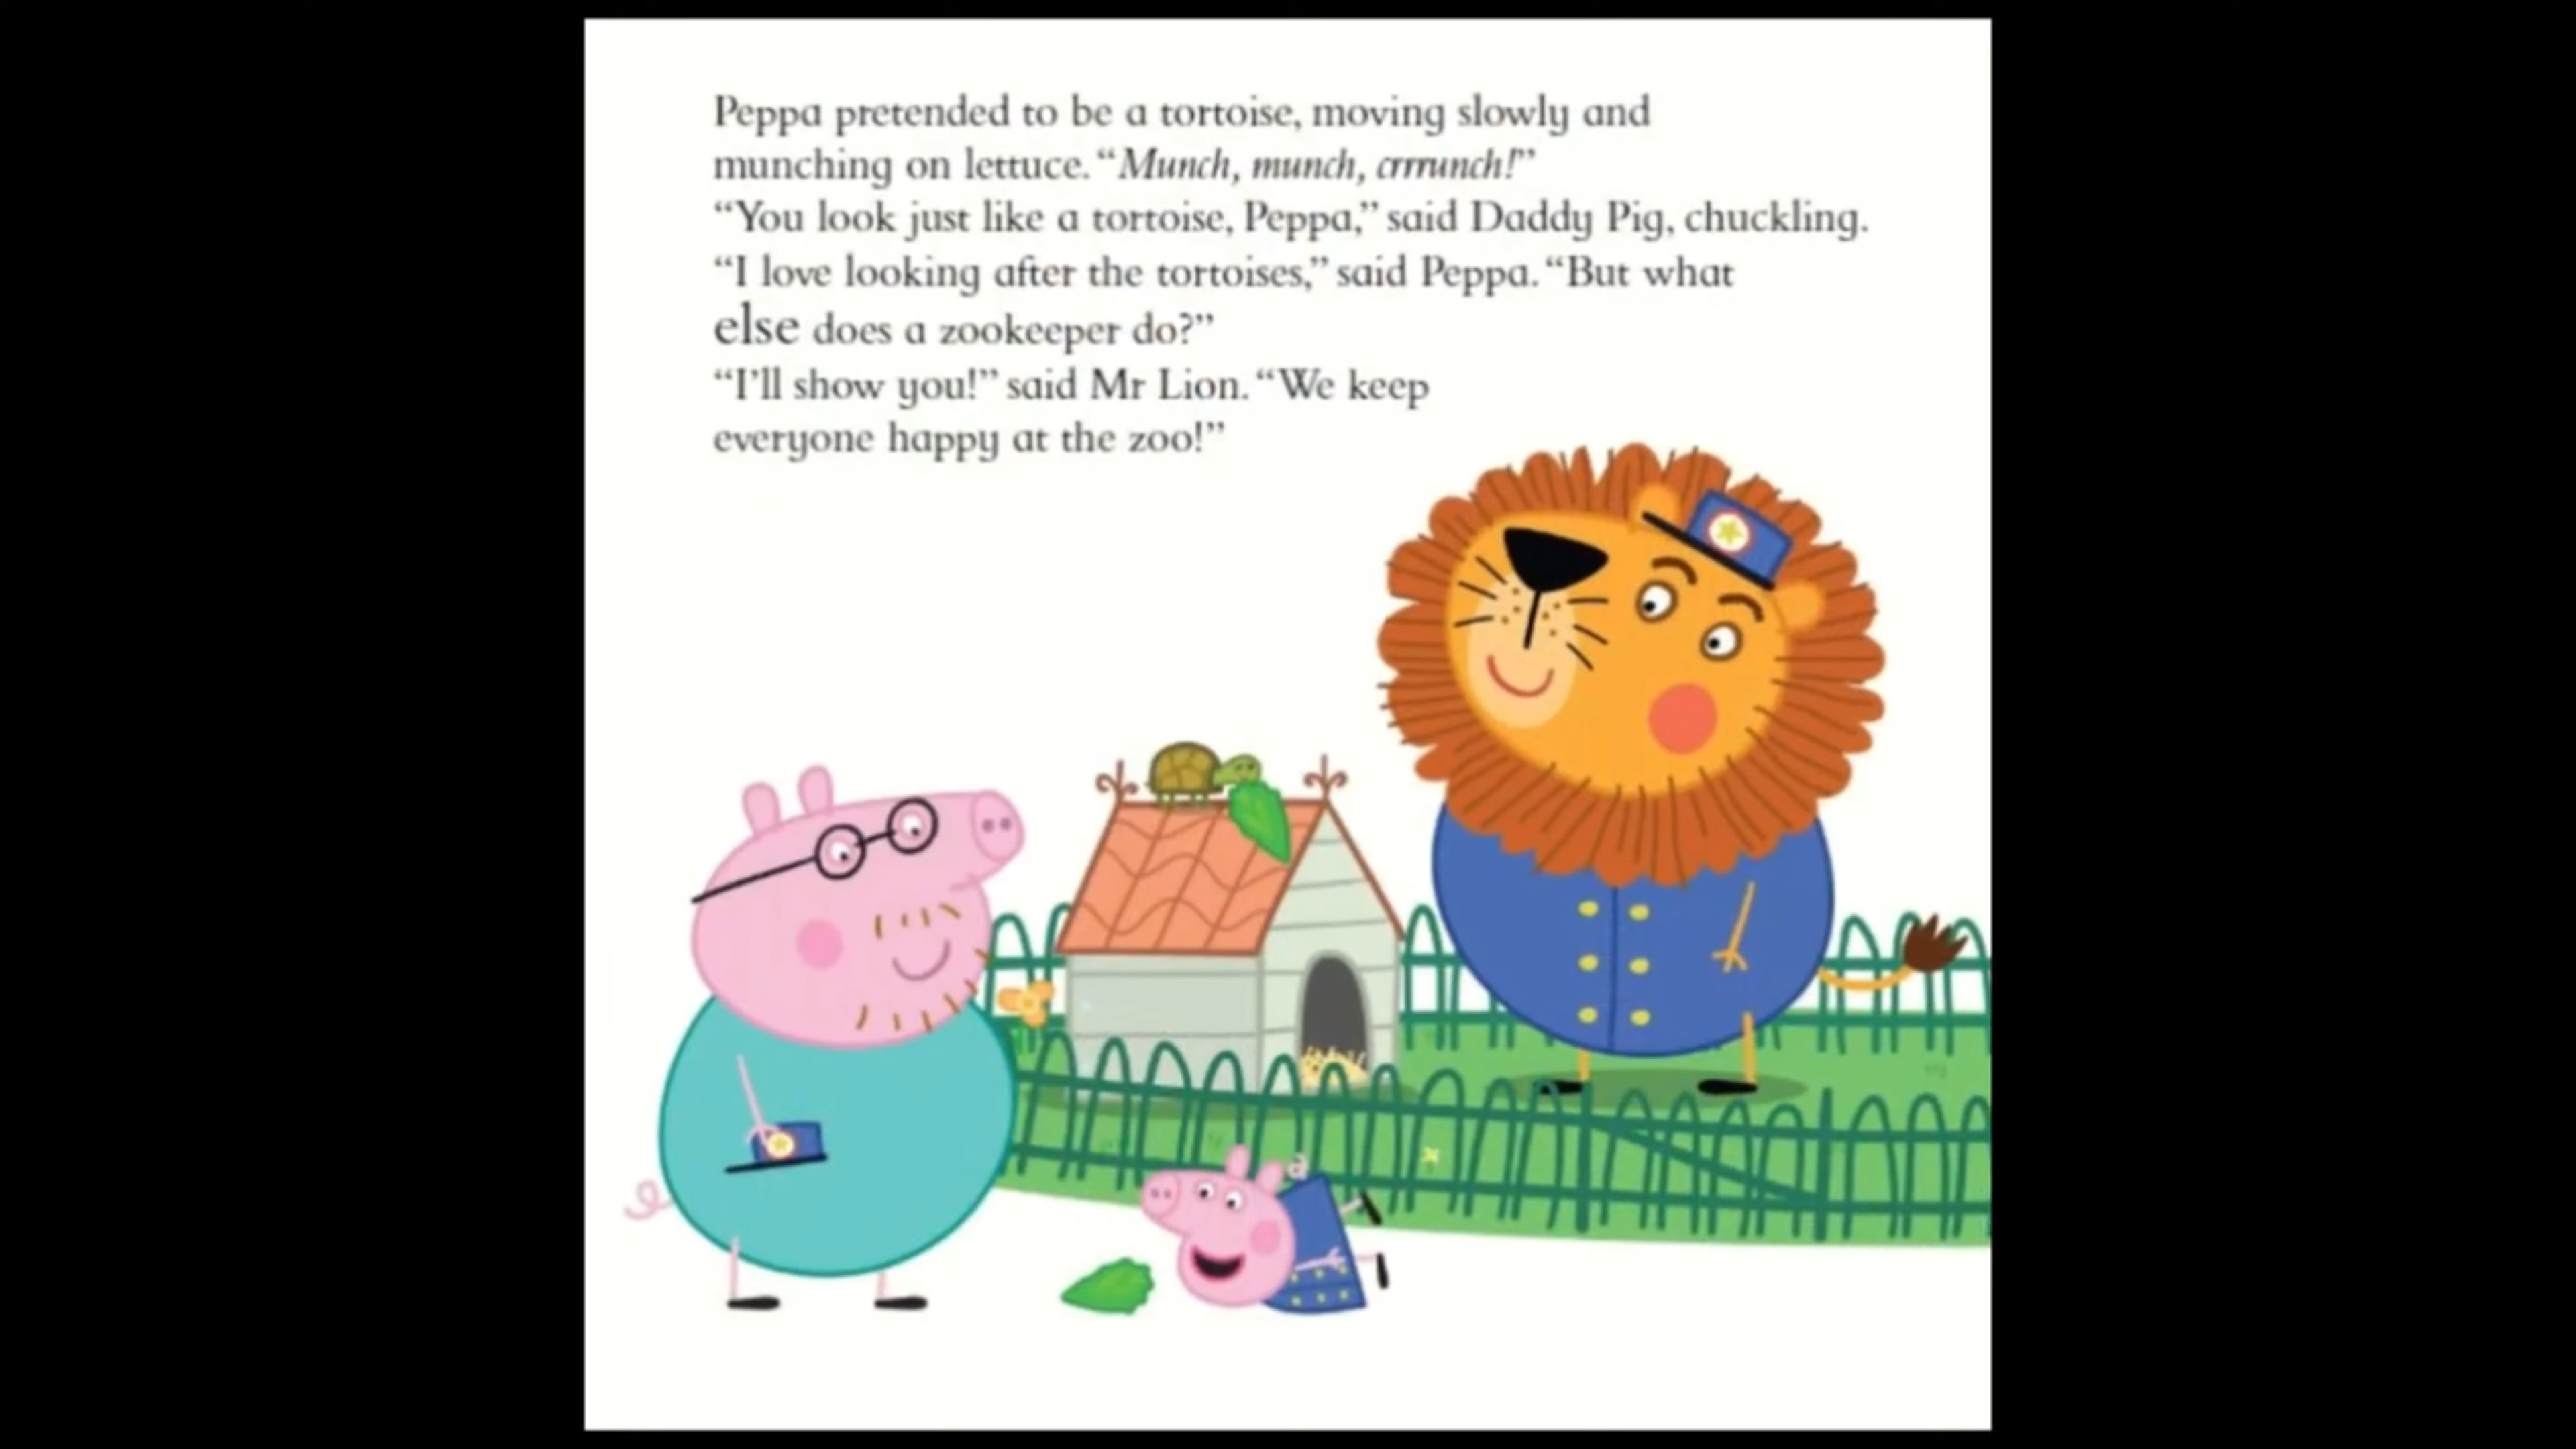 Peppa pretended to be a tortoise, moving slowly and
munching on lettuce. “Munch, munch, crrrunch!”
“You look just like a tortoise, Peppa,” said Daddy Pig, chuckling.
“I love looking after the tortoises,” said Peppa. “But what
else does a zookeeper do?”
“I’ll show you!” said Mr Lion. “We keep
everyone happy at the zoo!”